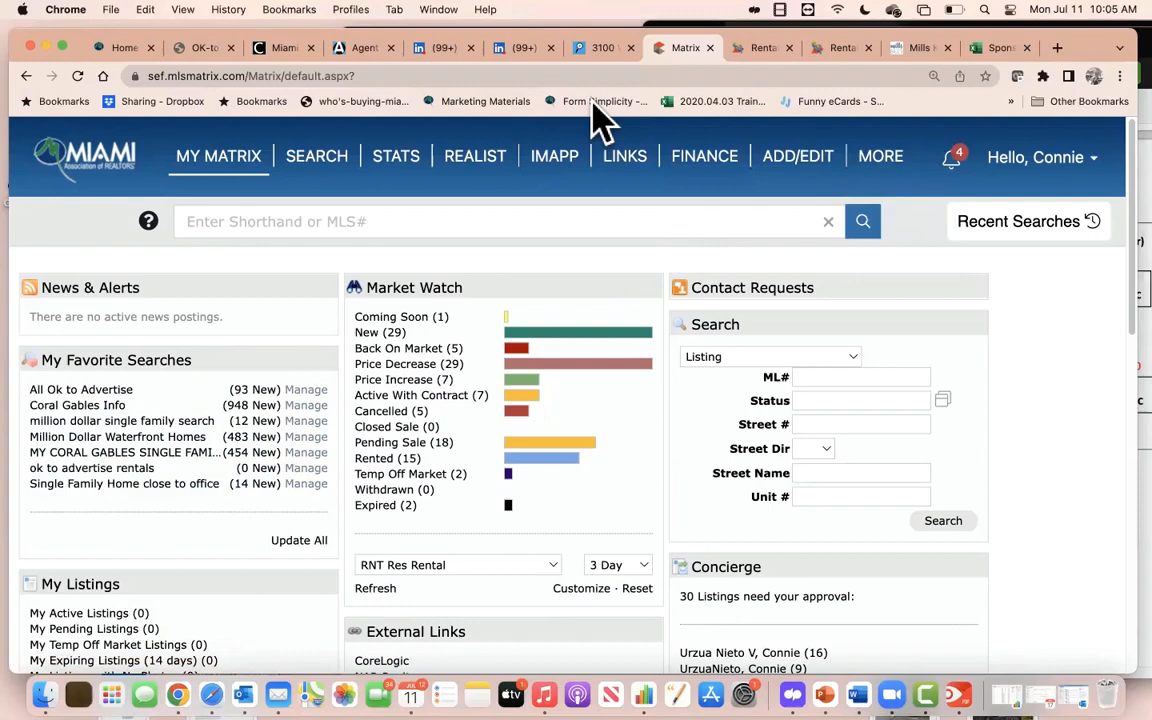 Chrome File Edit View History Bookmarks Profiles Tab Window Help Mon Jul 11 10:05 AM
Home OK-to Miami Agent (99+) (99+) 3100 Matrix Renta Renta Mills Spons
sef.mlsmatrix.com/Matrix/default.aspx?
Bookmarks Sharing - Dropbox Bookmarks who's-buying-mia... Marketing Materials Form Simplicity -... 2020.04.03 Train... Funny eCards - S... » Other Bookmarks
MIAMI Association of REALTORS MY MATRIX SEARCH STATS REALIST IMAPP LINKS FINANCE ADD/EDIT MORE 4 Hello, Connie
? Enter Shorthand or MLS# Recent Searches
News & Alerts
There are no active news postings.
My Favorite Searches
All Ok to Advertise (93 New) Manage
Coral Gables Info (948 New) Manage
million dollar single family search (12 New) Manage
Million Dollar Waterfront Homes (483 New) Manage
MY CORAL GABLES SINGLE FAMI... (454 New) Manage
ok to advertise rentals (0 New) Manage
Single Family Home close to office (14 New) Manage
Update All
My Listings
My Active Listings (0)
My Pending Listings (0)
My Temp Off Market Listings (0)
My Expiring Listings (14 days) (0)
Market Watch
Coming Soon (1)
New (29)
Back On Market (5)
Price Decrease (29)
Price Increase (7)
Active With Contract (7)
Cancelled (5)
Closed Sale (0)
Pending Sale (18)
Rented (15)
Temp Off Market (2)
Withdrawn (0)
Expired (2)
RNT Res Rental 3 Day
Refresh Customize · Reset
External Links
CoreLogic
Contact Requests
Search
Listing
ML#
Status
Street #
Street Dir
Street Name
Unit #
Search
Concierge
30 Listings need your approval:
Urzua Nieto V, Connie (16)
UrzuaNieto, Connie (9)